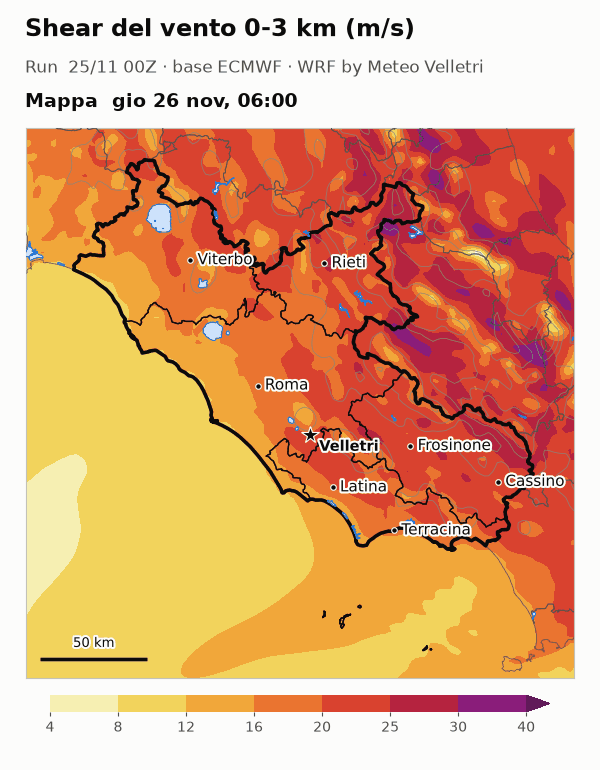 Shear del vento 0-3 km (m/s)
Run  25/11 00Z · base ECMWF · WRF by Meteo Velletri
Mappa  gio 26 nov, 06:00
Viterbo
Rieti
Roma
Velletri
Frosinone
Latina
Cassino
Terracina
50 km
4 8 12 16 20 25 30 40